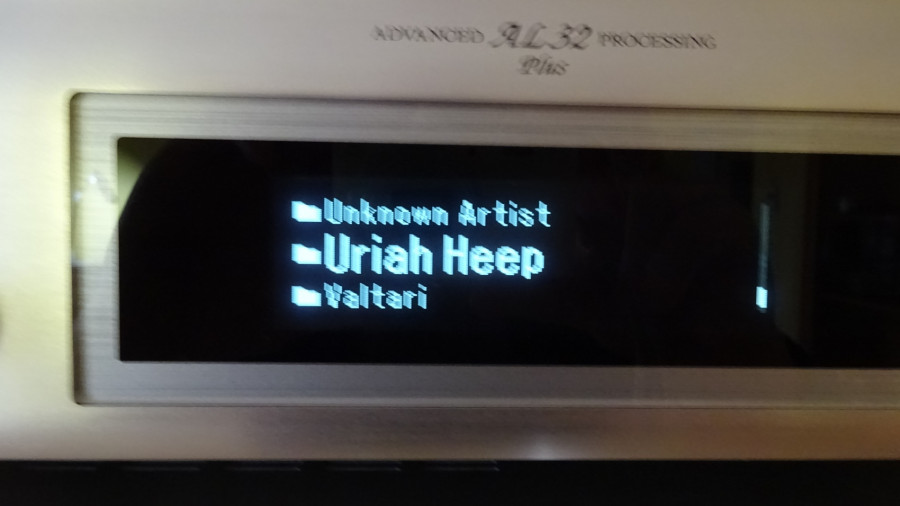 ADVANCED AL32 PROCESSING
Plus
Unknown Artist
Uriah Heep
Valtari